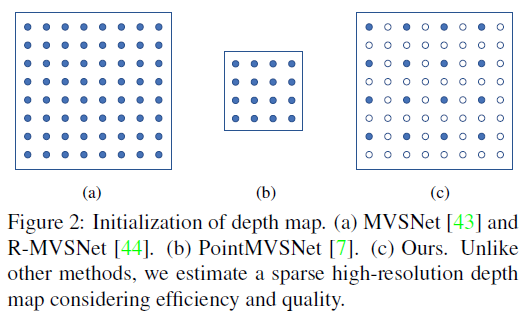 (a)
(b)
(c)
Figure 2: Initialization of depth map. (a) MVSNet [43] and
R-MVSNet [44]. (b) PointMVSNet [7]. (c) Ours. Unlike
other methods, we estimate a sparse high-resolution depth
map considering efficiency and quality.